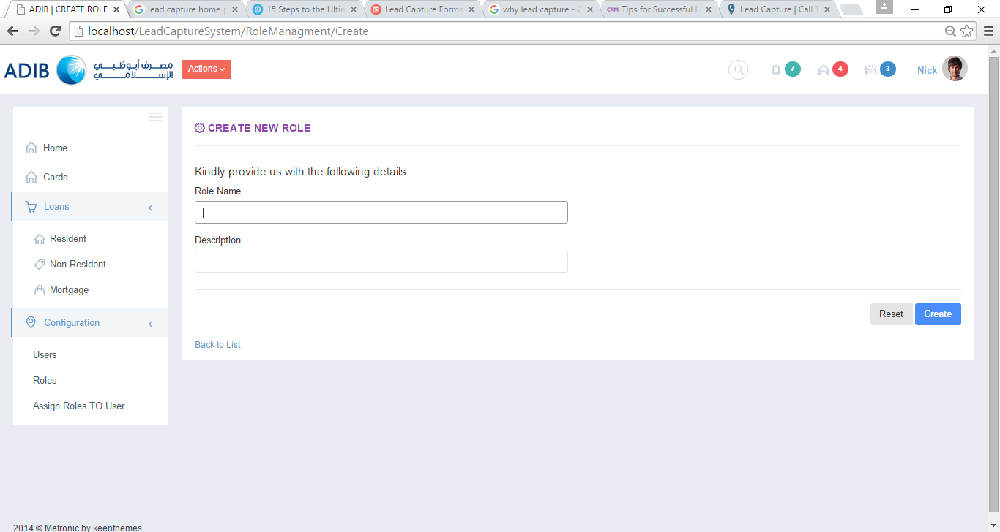 ADIB | CREATE ROLE
lead capture home p
15 Steps to the Ultin
Lead Capture Forms
why lead capture - G
CRM Tips for Successful L
Lead Capture | Call T
localhost/LeadCaptureSystem/RoleManagment/Create
ADIB
مصرف أبوظبي
الإسلامي
Actions
7
4
3
Nick
Home
Cards
Loans
Resident
Non-Resident
Mortgage
Configuration
Users
Roles
Assign Roles TO User
CREATE NEW ROLE
Kindly provide us with the following details
Role Name
Description
Reset
Create
Back to List
2014 © Metronic by keenthemes.